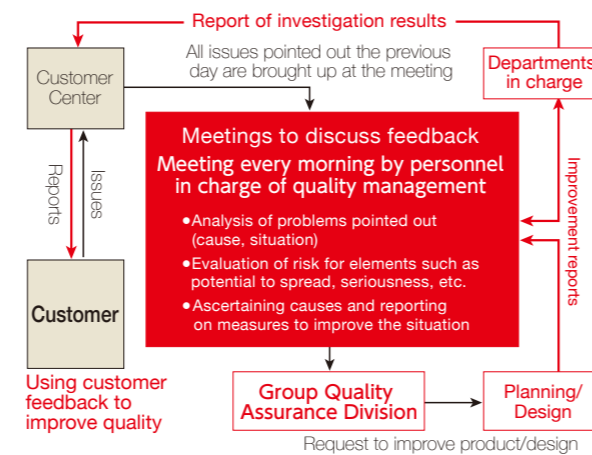 Report of investigation results
All issues pointed out the previous
day are brought up at the meeting
Customer
Center
Departments
in charge
Meetings to discuss feedback
Meeting every morning by personnel
in charge of quality management
●Analysis of problems pointed out
(cause, situation)
●Evaluation of risk for elements such as
potential to spread, seriousness, etc.
●Ascertaining causes and reporting
on measures to improve the situation
Reports
Issues
Improvement reports
Customer
Using customer
feedback to
improve quality
Group Quality
Assurance Division
Planning/
Design
Request to improve product/design